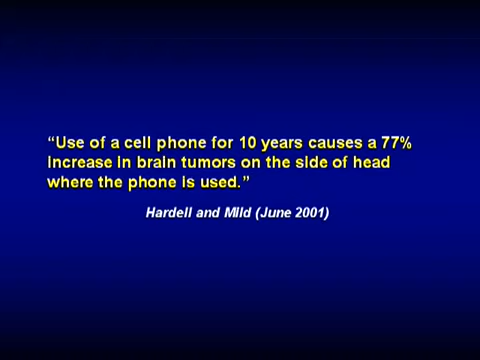 “Use of a cell phone for 10 years causes a 77%
increase in brain tumors on the side of head
where the phone is used.”
Hardell and Mild (June 2001)